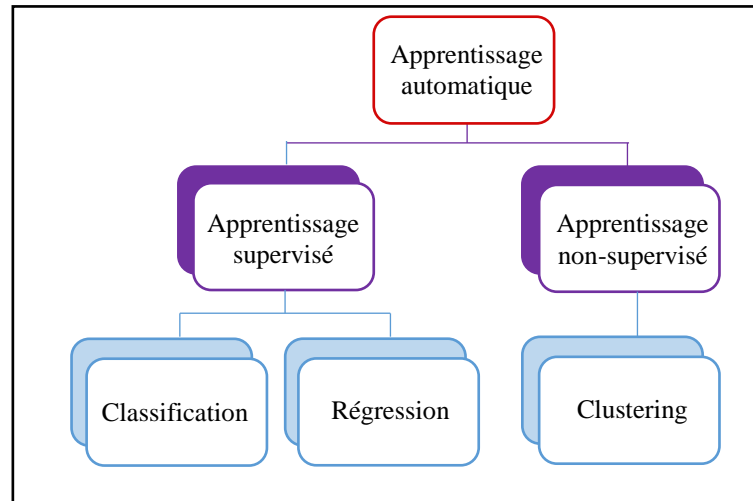 Apprentissage
automatique
Apprentissage
supervisé
Apprentissage
non-supervisé
Classification
Régression
Clustering